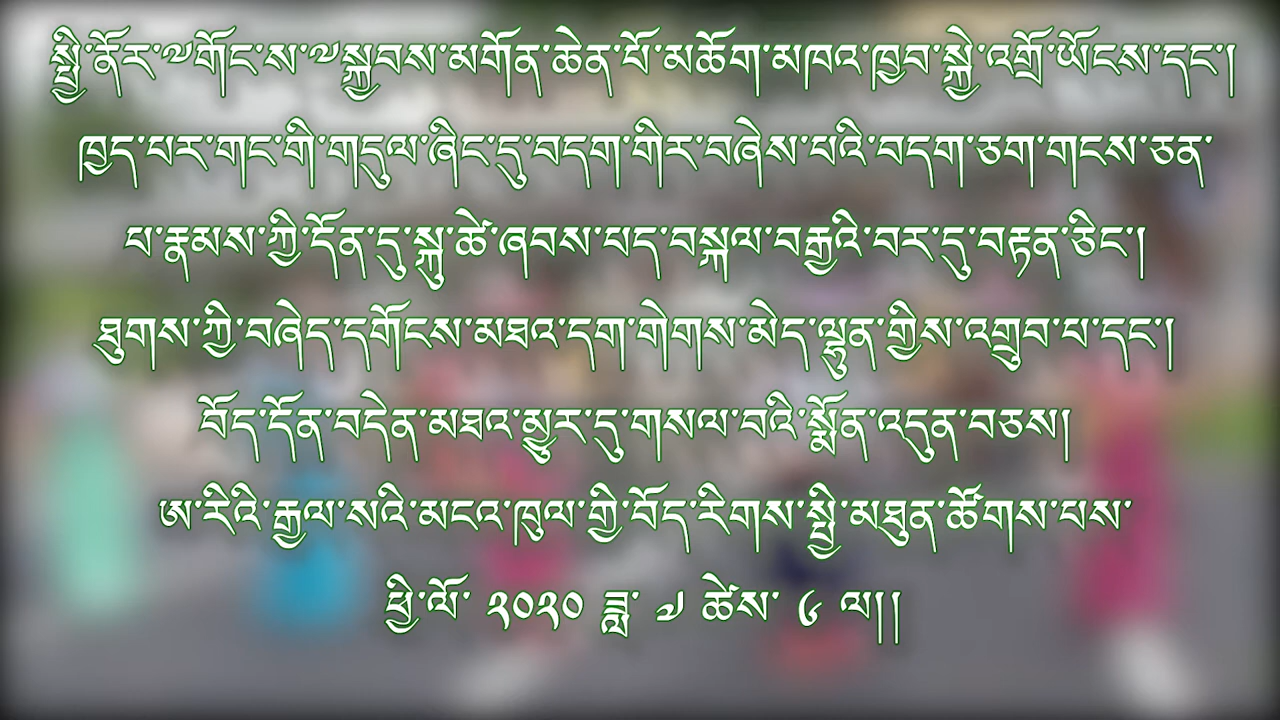 སྤྱི་ནོར་༧གོང་ས་༧སྐྱབས་མགོན་ཆེན་པོ་མཆོག་མཁའ་ཁྱབ་སྐྱེ་འགྲོ་ཡོངས་དང་།
ཁྱད་པར་གང་གི་གདུལ་ཞིང་དུ་བདག་གིར་བཞེས་པའི་བདག་ཅག་གངས་ཅན་
པ་རྣམས་ཀྱི་དོན་དུ་སྐུ་ཚེ་ཞབས་པད་བསྐལ་བརྒྱའི་བར་དུ་བརྟན་ཅིང་།
ཐུགས་ཀྱི་བཞེད་དགོངས་མཐའ་དག་གེགས་མེད་ལྷུན་གྱིས་འགྲུབ་པ་དང་།
བོད་དོན་བདེན་མཐའ་མྱུར་དུ་གསལ་བའི་སྨོན་འདུན་བཅས།
ཨ་རིའི་རྒྱལ་སའི་མངའ་ཁུལ་གྱི་བོད་རིགས་སྤྱི་མཐུན་ཚོགས་པས་
ཕྱི་ལོ་ ༢༠༢༠ ཟླ་ ༧ ཚེས་ ༦ ལ།།